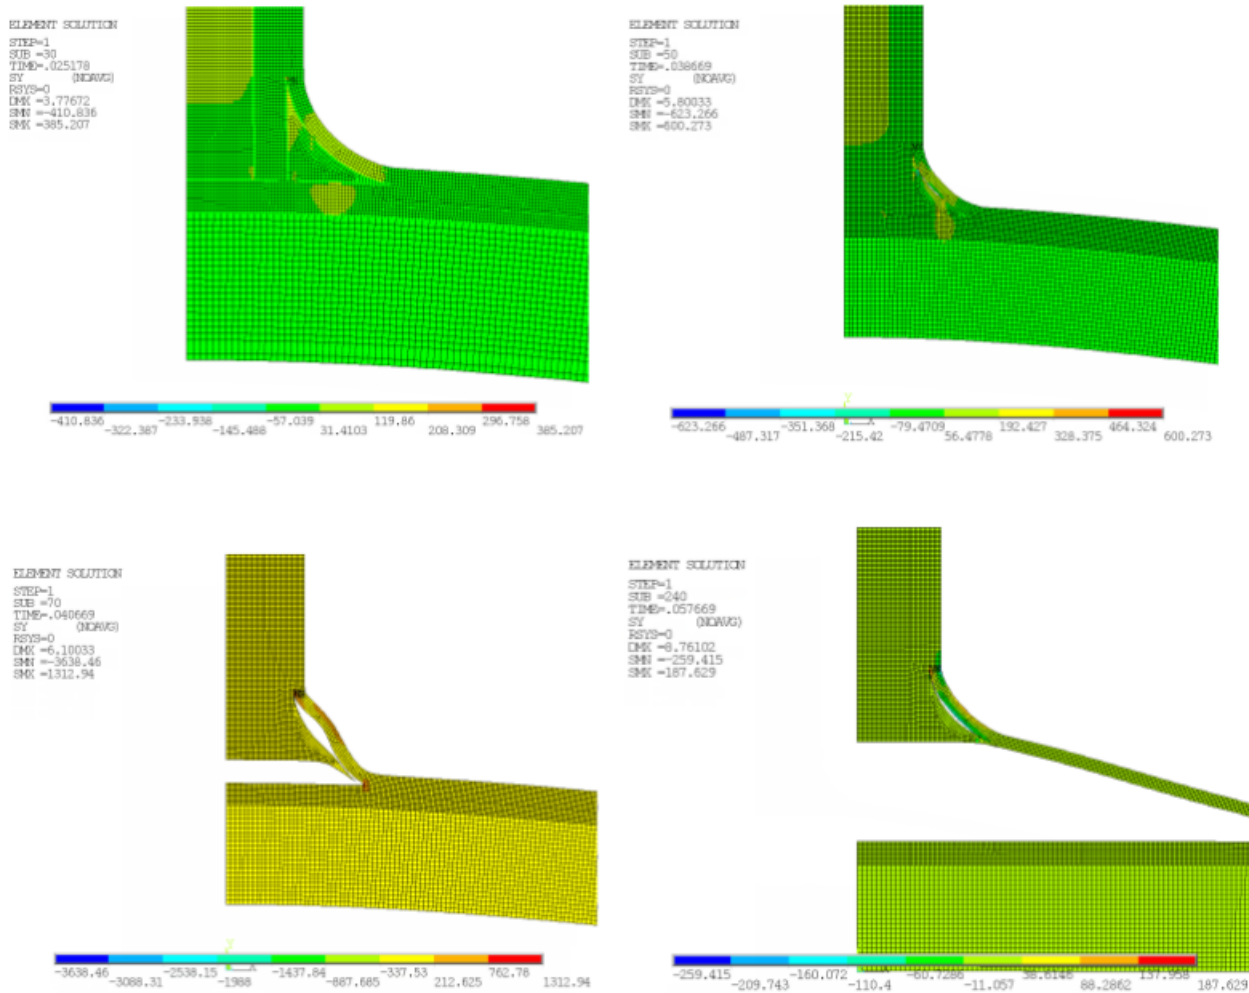 ELEMENT SOLUTION
STEP=1
SUB =30
TIME=.025178
SY (NOAVG)
RSYS=0
DMX =3.77672
SMN =-410.836
SMX =385.207
-410.836 -233.938 -57.039 119.86 296.758
-322.387 -145.488 31.4103 208.309 385.207
ELEMENT SOLUTION
STEP=1
SUB =50
TIME=.038669
SY (NOAVG)
RSYS=0
DMX =5.80033
SMN =-623.266
SMX =600.273
Y
-623.266 -351.368 -79.4709 192.427 464.324
-487.317 -215.42 56.4778 328.375 600.273
ELEMENT SOLUTION
STEP=1
SUB =70
TIME=.040669
SY (NOAVG)
RSYS=0
DMX =6.10033
SMN =-3638.46
SMX =1312.94
Y
-3638.46 -2538.15 -1437.84 -337.53 762.78
-3088.31 -1988 -887.685 212.625 1312.94
ELEMENT SOLUTION
STEP=1
SUB =240
TIME=.057669
SY (NOAVG)
RSYS=0
DMX =8.76102
SMN =-259.415
SMX =187.629
-259.415 -160.072 -60.7286 38.6146 137.958
-209.743 -110.4 -11.057 88.2862 187.629